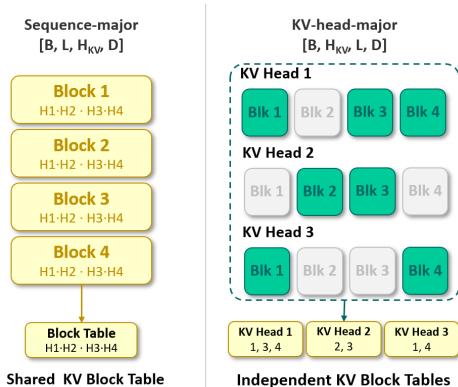 Sequence-major
[B, L, H_KV, D]
Block 1
H1·H2 · H3·H4
Block 2
H1·H2 · H3·H4
Block 3
H1·H2 · H3·H4
Block 4
H1·H2 · H3·H4
Block Table
H1·H2 · H3·H4
Shared KV Block Table
KV-head-major
[B, H_KV, L, D]
KV Head 1
Blk 1 Blk 2 Blk 3 Blk 4
KV Head 2
Blk 1 Blk 2 Blk 3 Blk 4
KV Head 3
Blk 1 Blk 2 Blk 3 Blk 4
KV Head 1 KV Head 2 KV Head 3
1, 3, 4 2, 3 1, 4
Independent KV Block Tables